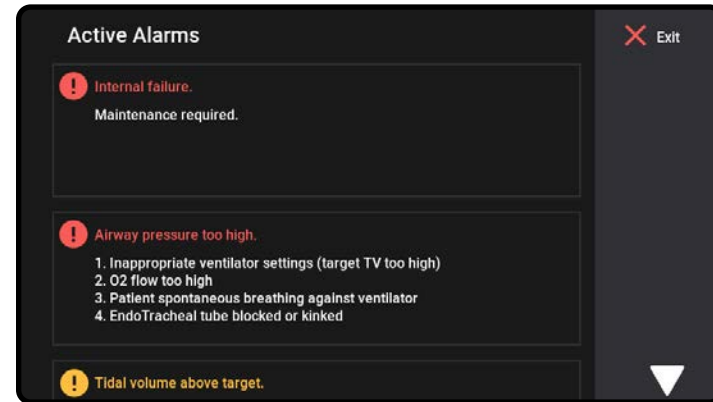 Active Alarms
Exit
Internal failure.
Maintenance required.
Airway pressure too high.
1. Inappropriate ventilator settings (target TV too high)
2. O2 flow too high
3. Patient spontaneous breathing against ventilator
4. EndoTracheal tube blocked or kinked
Tidal volume above target.